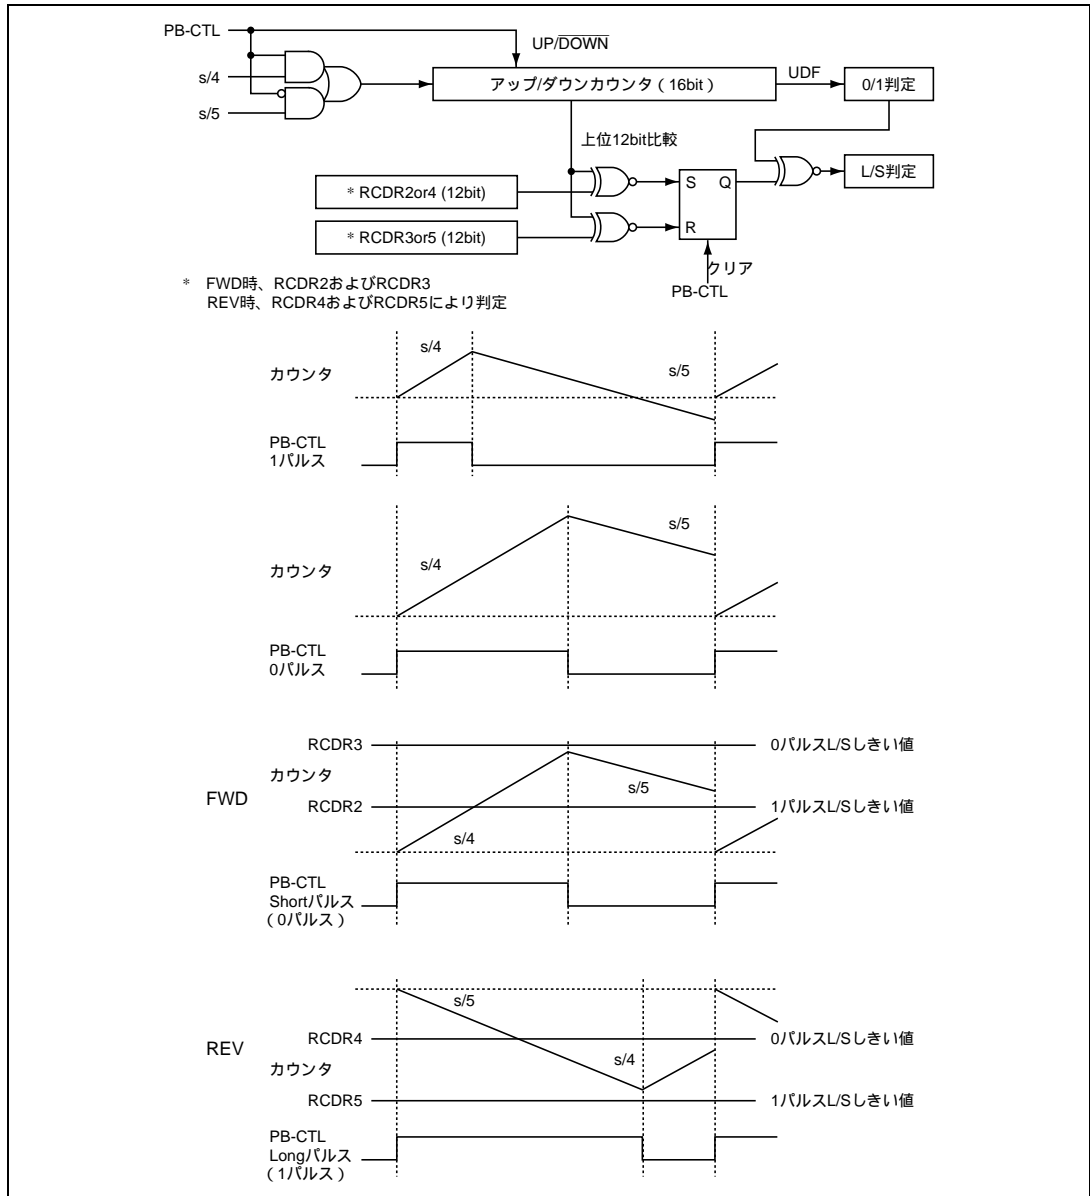 PB-CTL
UP/DOWN
s/4
s/5
アップ/ダウンカウンタ（16bit）
UDF
0/1判定
上位12bit比較
L/S判定
* RCDR2or4 (12bit)
S Q
* RCDR3or5 (12bit)
R
クリア
PB-CTL
* FWD時、RCDR2およびRCDR3
REV時、RCDR4およびRCDR5により判定
s/4
s/5
カウンタ
PB-CTL
1パルス
s/5
s/4
カウンタ
PB-CTL
0パルス
RCDR3
0パルスL/Sしきい値
カウンタ
s/5
FWD
RCDR2
1パルスL/Sしきい値
s/4
PB-CTL
Shortパルス
（0パルス）
s/5
RCDR4
0パルスL/Sしきい値
REV
s/4
カウンタ
RCDR5
1パルスL/Sしきい値
PB-CTL
Longパルス
（1パルス）